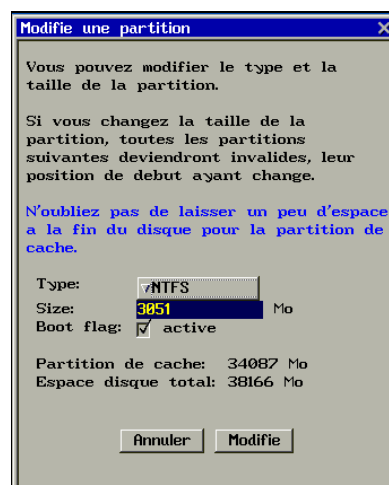 Modifie une partition
Vous pouvez modifier le type et la
taille de la partition.
Si vous changez la taille de la
partition, toutes les partitions
suivantes deviendront invalides, leur
position de debut ayant change.
N'oubliez pas de laisser un peu d'espace
a la fin du disque pour la partition de
cache.
Type: NTFS
Size: 3051 Mo
Boot flag: active
Partition de cache: 34087 Mo
Espace disque total: 38166 Mo
Annuler Modifie